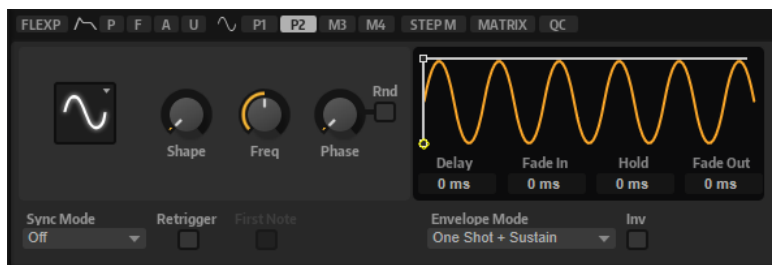 FLEXP P F A U P1 P2 M3 M4 STEP M MATRIX QC
Rnd
Shape Freq Phase
Delay Fade In Hold Fade Out
0 ms 0 ms 0 ms 0 ms
Sync Mode Retrigger First Note Envelope Mode Inv
Off One Shot + Sustain